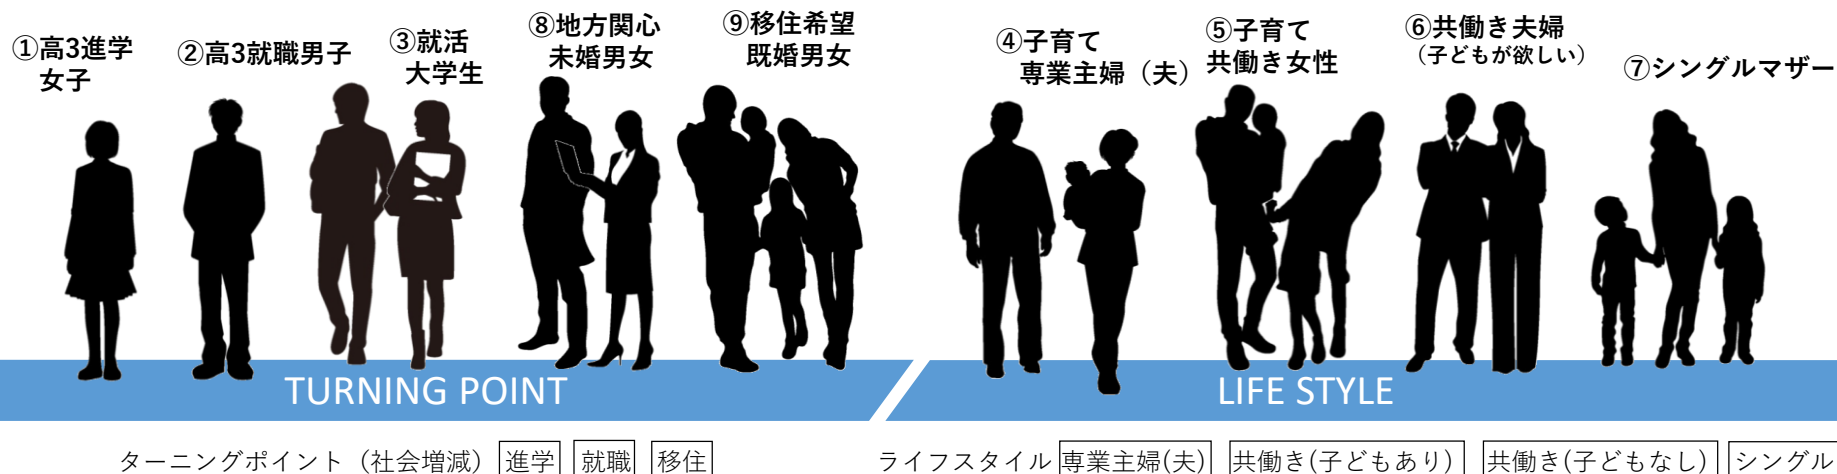 ①高3進学
女子
②高3就職男子
③就活
大学生
⑧地方関心
未婚男女
⑨移住希望
既婚男女
④子育て
専業主婦（夫）
⑤子育て
共働き女性
⑥共働き夫婦
（子どもが欲しい）
⑦シングルマザー
TURNING POINT
LIFE STYLE
ターニングポイント（社会増減） 進学 就職 移住
ライフスタイル 専業主婦(夫) 共働き(子どもあり) 共働き(子どもなし) シングル